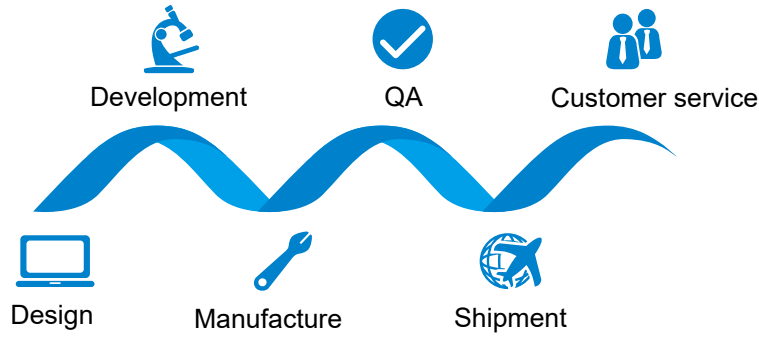 Development
QA
Customer service
Design
Manufacture
Shipment